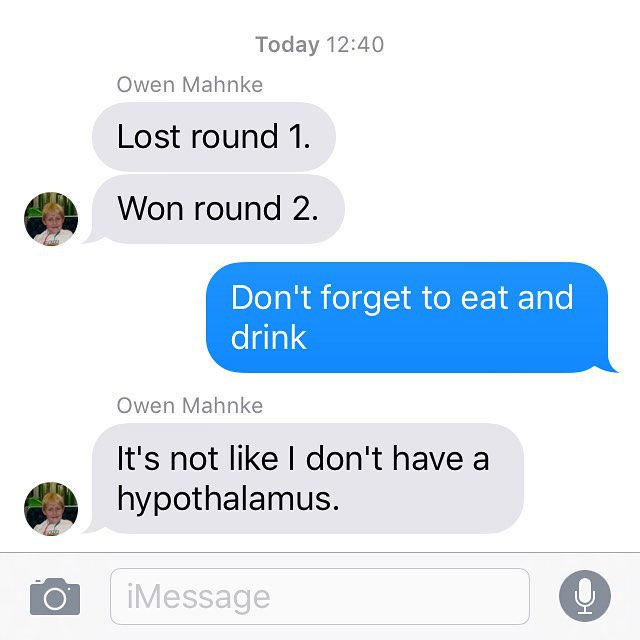 Today 12:40
Owen Mahnke
Lost round 1.
Won round 2.
Don't forget to eat and
drink
Owen Mahnke
It's not like I don't have a
hypothalamus.
iMessage